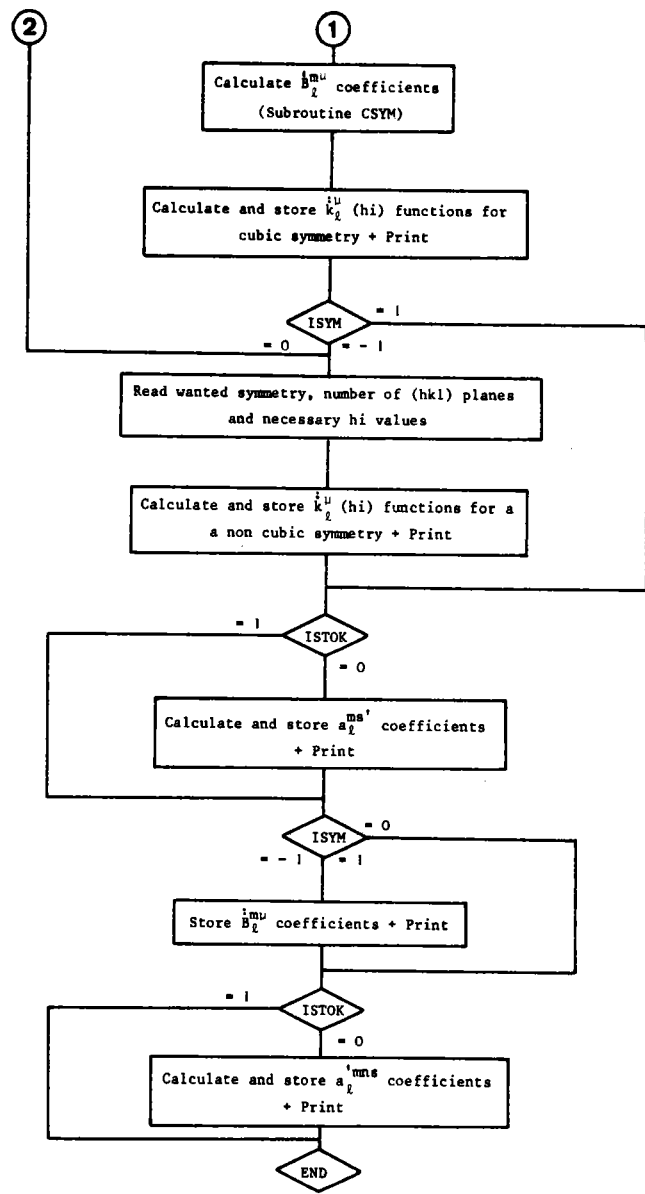 2
1
Calculate B̊ℓ^mμ coefficients
(Subroutine CSYM)
Calculate and store k̊ℓ^μ (hi) functions for
cubic symmetry + Print
ISYM
= 1
= 0
= - 1
Read wanted symmetry, number of (hkl) planes
and necessary hi values
Calculate and store k̊ℓ^μ (hi) functions for a
a non cubic symmetry + Print
= 1
ISTOK
= 0
Calculate and store aℓ^ms' coefficients
+ Print
ISYM
= 0
= - 1
= 1
Store B̊ℓ^mμ coefficients + Print
= 1
ISTOK
= 0
Calculate and store aℓ^'mns coefficients
+ Print
END